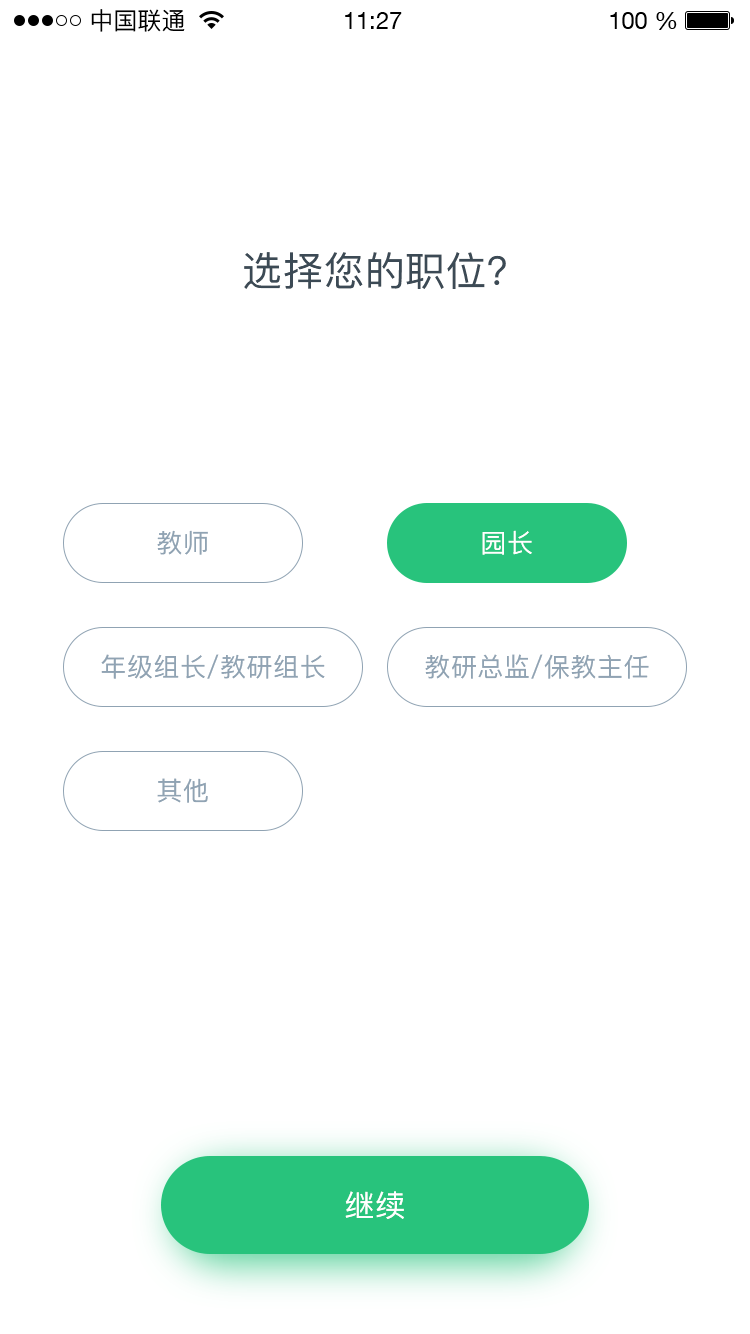 中国联通 11:27 100 %
选择您的职位?
教师 园长
年级组长/教研组长 教研总监/保教主任
其他
继续